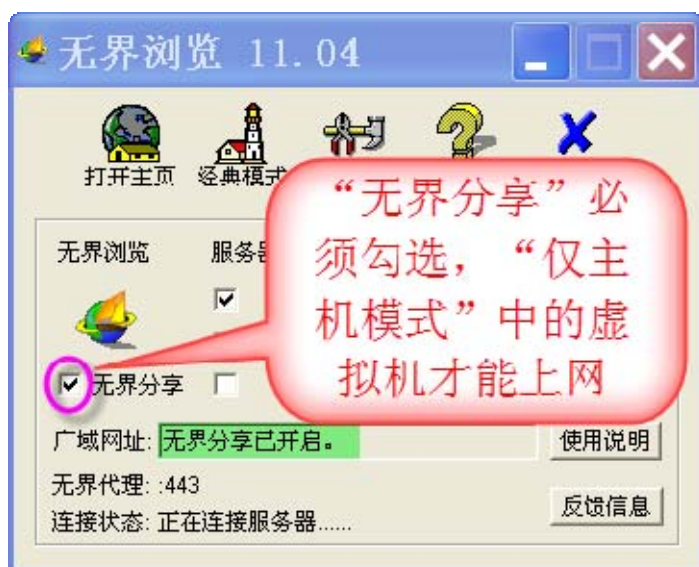 无界浏览 11.04
打开主页 经典模式
“无界分享”必
须勾选，“仅主
机模式”中的虚
拟机才能上网
无界浏览 服务器
无界分享
广域网址: 无界分享已开启。 使用说明
无界代理: :443
连接状态: 正在连接服务器...... 反馈信息